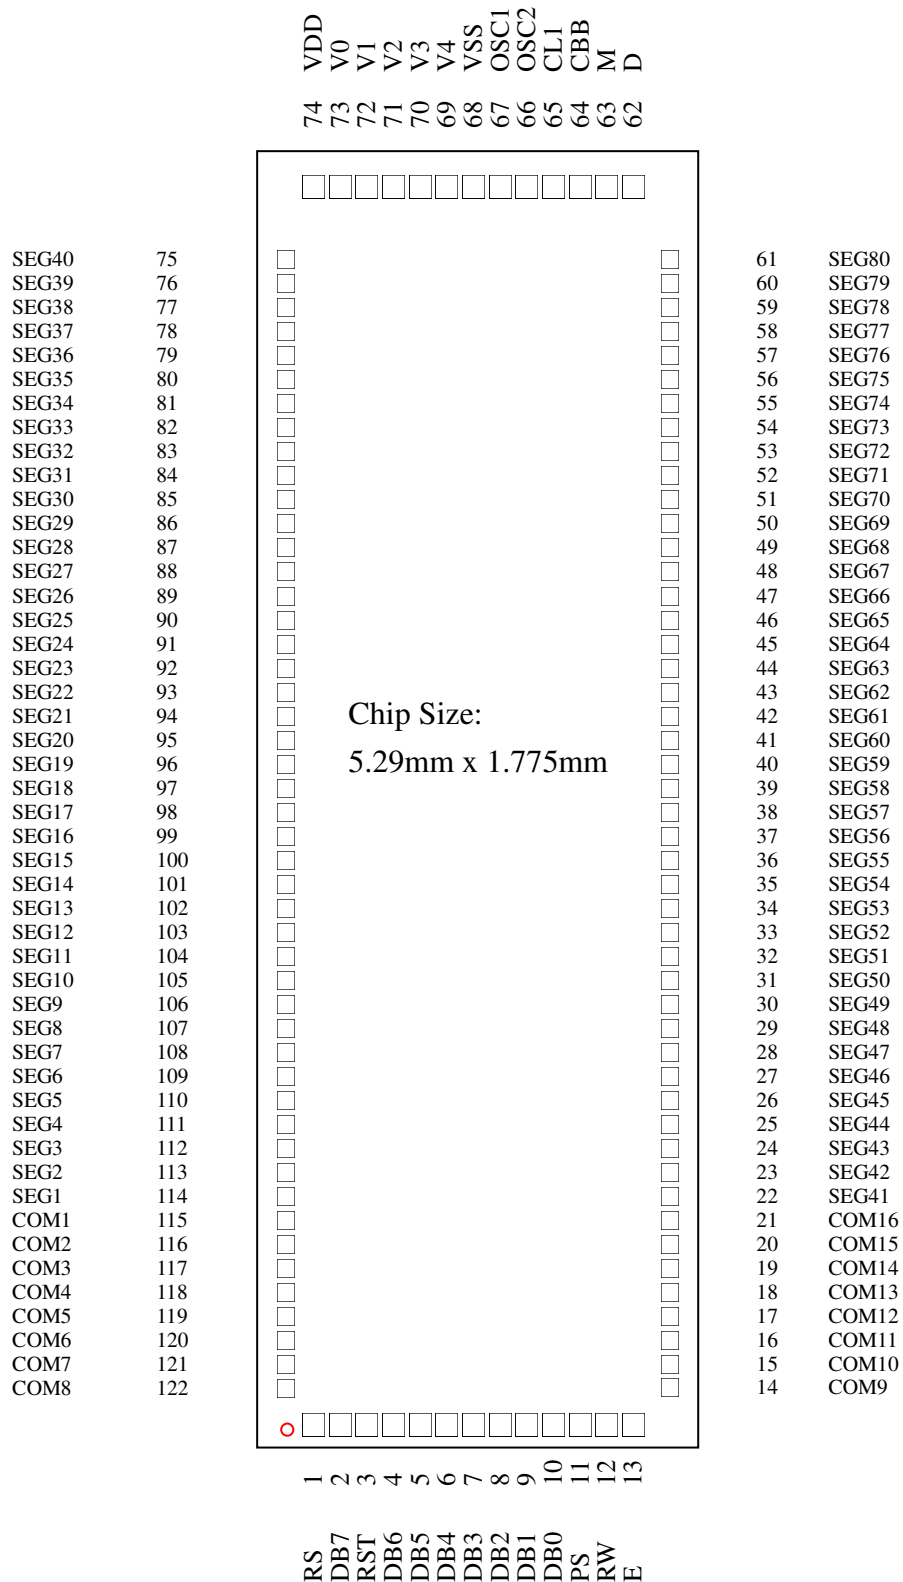 VDD V0 V1 V2 V3 V4 VSS OSC1 OSC2 CL1 CBB M D
74 73 72 71 70 69 68 67 66 65 64 63 62
SEG40 75 61 SEG80
SEG39 76 60 SEG79
SEG38 77 59 SEG78
SEG37 78 58 SEG77
SEG36 79 57 SEG76
SEG35 80 56 SEG75
SEG34 81 55 SEG74
SEG33 82 54 SEG73
SEG32 83 53 SEG72
SEG31 84 52 SEG71
SEG30 85 51 SEG70
SEG29 86 50 SEG69
SEG28 87 49 SEG68
SEG27 88 48 SEG67
SEG26 89 47 SEG66
SEG25 90 46 SEG65
SEG24 91 45 SEG64
SEG23 92 44 SEG63
SEG22 93 43 SEG62
SEG21 94 Chip Size: 42 SEG61
SEG20 95 41 SEG60
SEG19 96 5.29mm x 1.775mm 40 SEG59
SEG18 97 39 SEG58
SEG17 98 38 SEG57
SEG16 99 37 SEG56
SEG15 100 36 SEG55
SEG14 101 35 SEG54
SEG13 102 34 SEG53
SEG12 103 33 SEG52
SEG11 104 32 SEG51
SEG10 105 31 SEG50
SEG9 106 30 SEG49
SEG8 107 29 SEG48
SEG7 108 28 SEG47
SEG6 109 27 SEG46
SEG5 110 26 SEG45
SEG4 111 25 SEG44
SEG3 112 24 SEG43
SEG2 113 23 SEG42
SEG1 114 22 SEG41
COM1 115 21 COM16
COM2 116 20 COM15
COM3 117 19 COM14
COM4 118 18 COM13
COM5 119 17 COM12
COM6 120 16 COM11
COM7 121 15 COM10
COM8 122 14 COM9
1 2 3 4 5 6 7 8 9 10 11 12 13
RS DB7 RST DB6 DB5 DB4 DB3 DB2 DB1 DB0 PS RW E